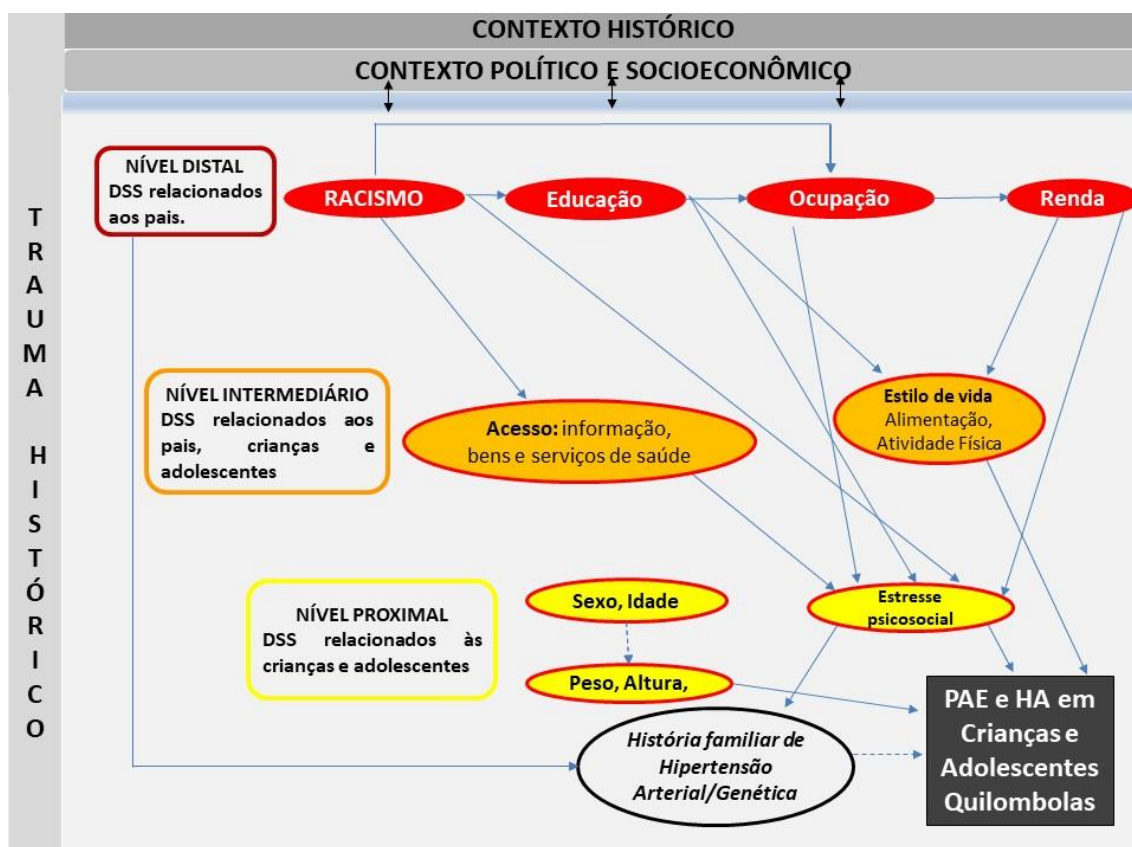 CONTEXTO HISTÓRICO
CONTEXTO POLÍTICO E SOCIOECONÔMICO
TRAUMA HISTÓRICO
NÍVEL DISTAL
DSS relacionados
aos pais.
RACISMO
Educação
Ocupação
Renda
NÍVEL INTERMEDIÁRIO
DSS relacionados aos
pais, crianças e
adolescentes
Acesso: informação,
bens e serviços de saúde
Estilo de vida
Alimentação,
Atividade Física
NÍVEL PROXIMAL
DSS relacionados às
crianças e adolescentes
Sexo, Idade
Estresse
psicosocial
Peso, Altura,
História familiar de
Hipertensão
Arterial/Genética
PAE e HA em
Crianças e
Adolescentes
Quilombolas